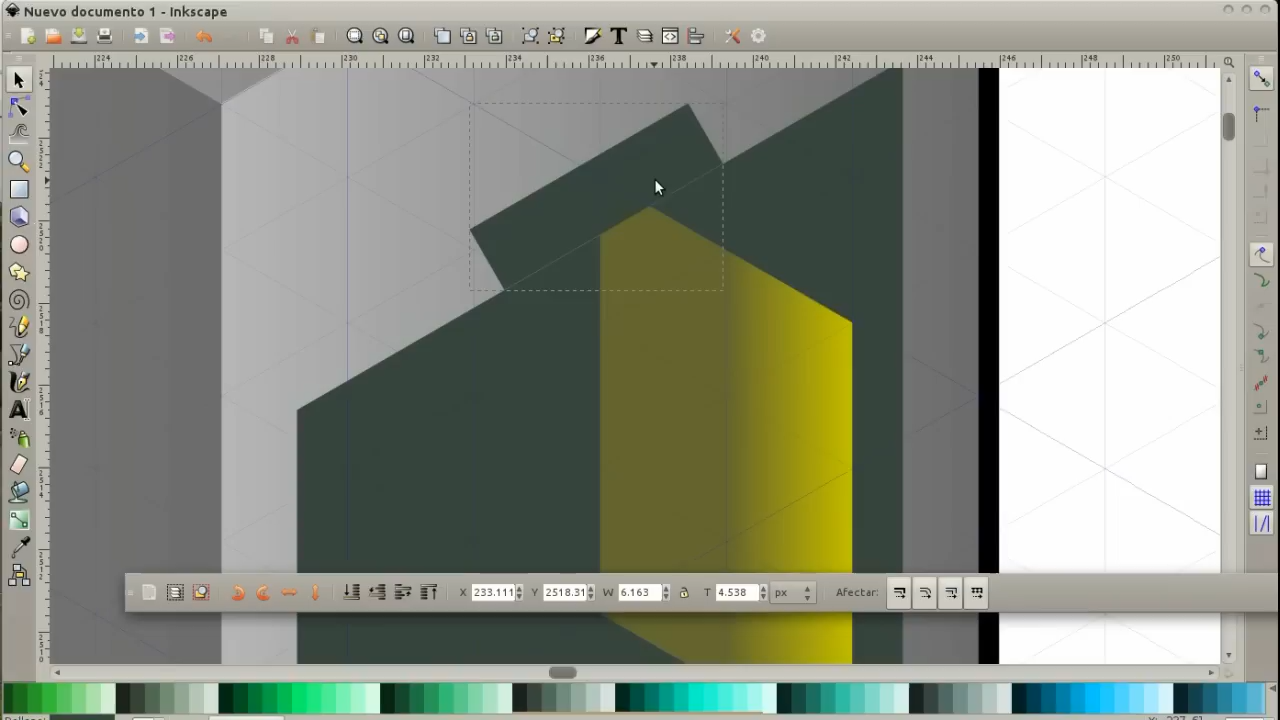 Nuevo documento 1 - Inkscape
224 226 228 230 232 234 236 238 240 242 244 246 248 250
X 233.111 Y 2518.31 W 6.163 T 4.538 px Afectar: